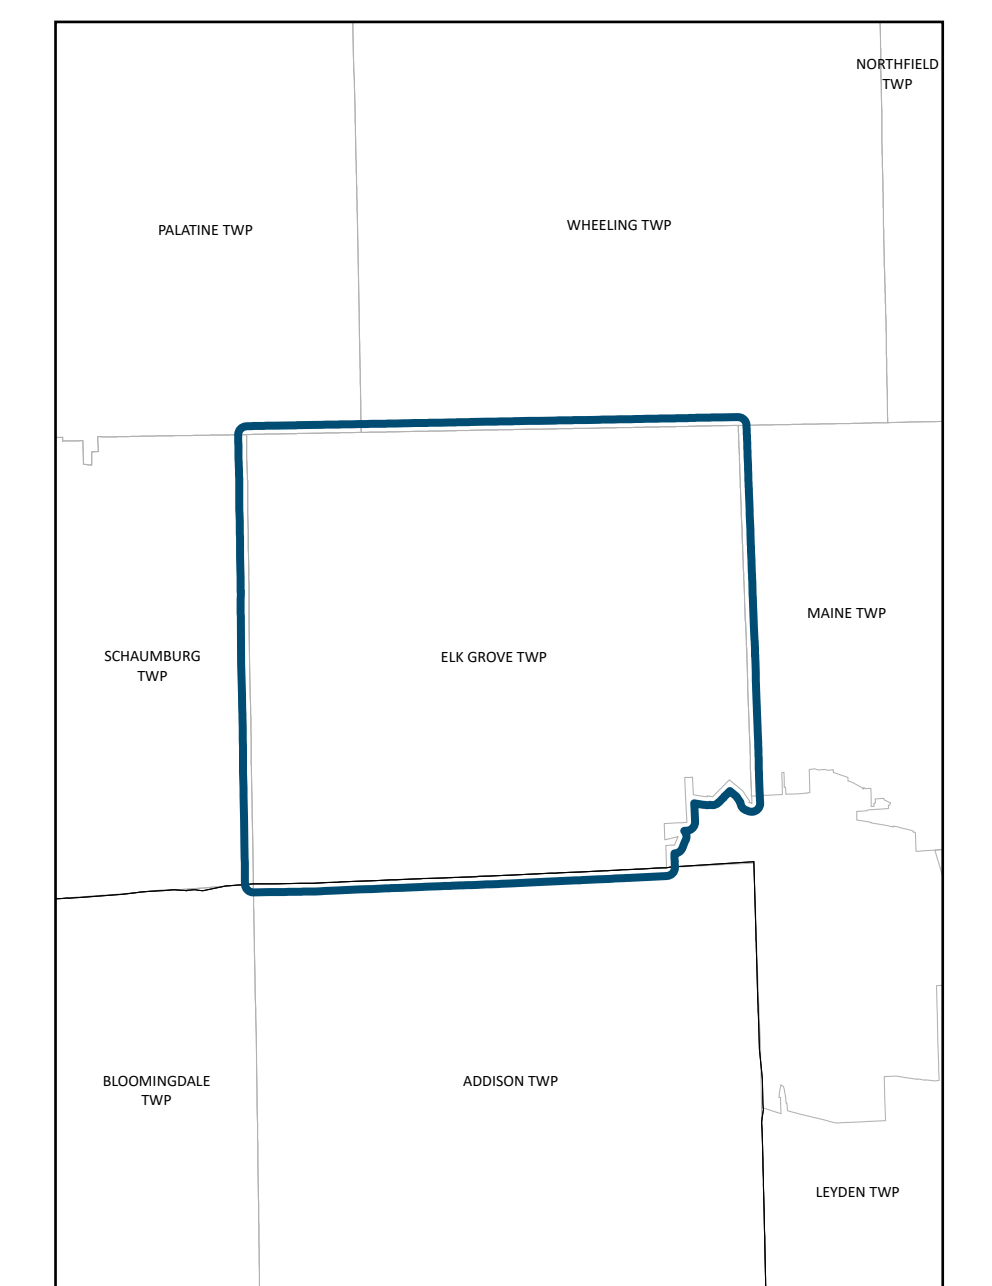 NORTHFIELD
TWP
PALATINE TWP
WHEELING TWP
MAINE TWP
SCHAUMBURG
TWP
ELK GROVE TWP
BLOOMINGDALE
TWP
ADDISON TWP
LEYDEN TWP